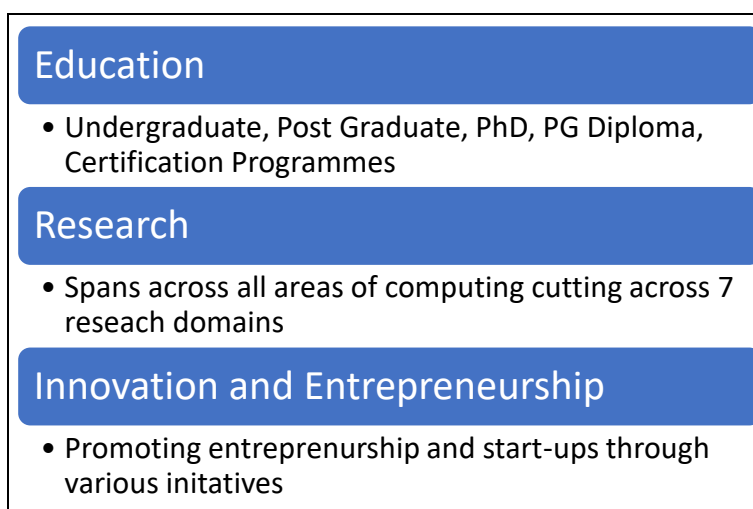 Education
• Undergraduate, Post Graduate, PhD, PG Diploma,
Certification Programmes
Research
• Spans across all areas of computing cutting across 7
reseach domains
Innovation and Entrepreneurship
• Promoting entreprenurship and start-ups through
various initatives